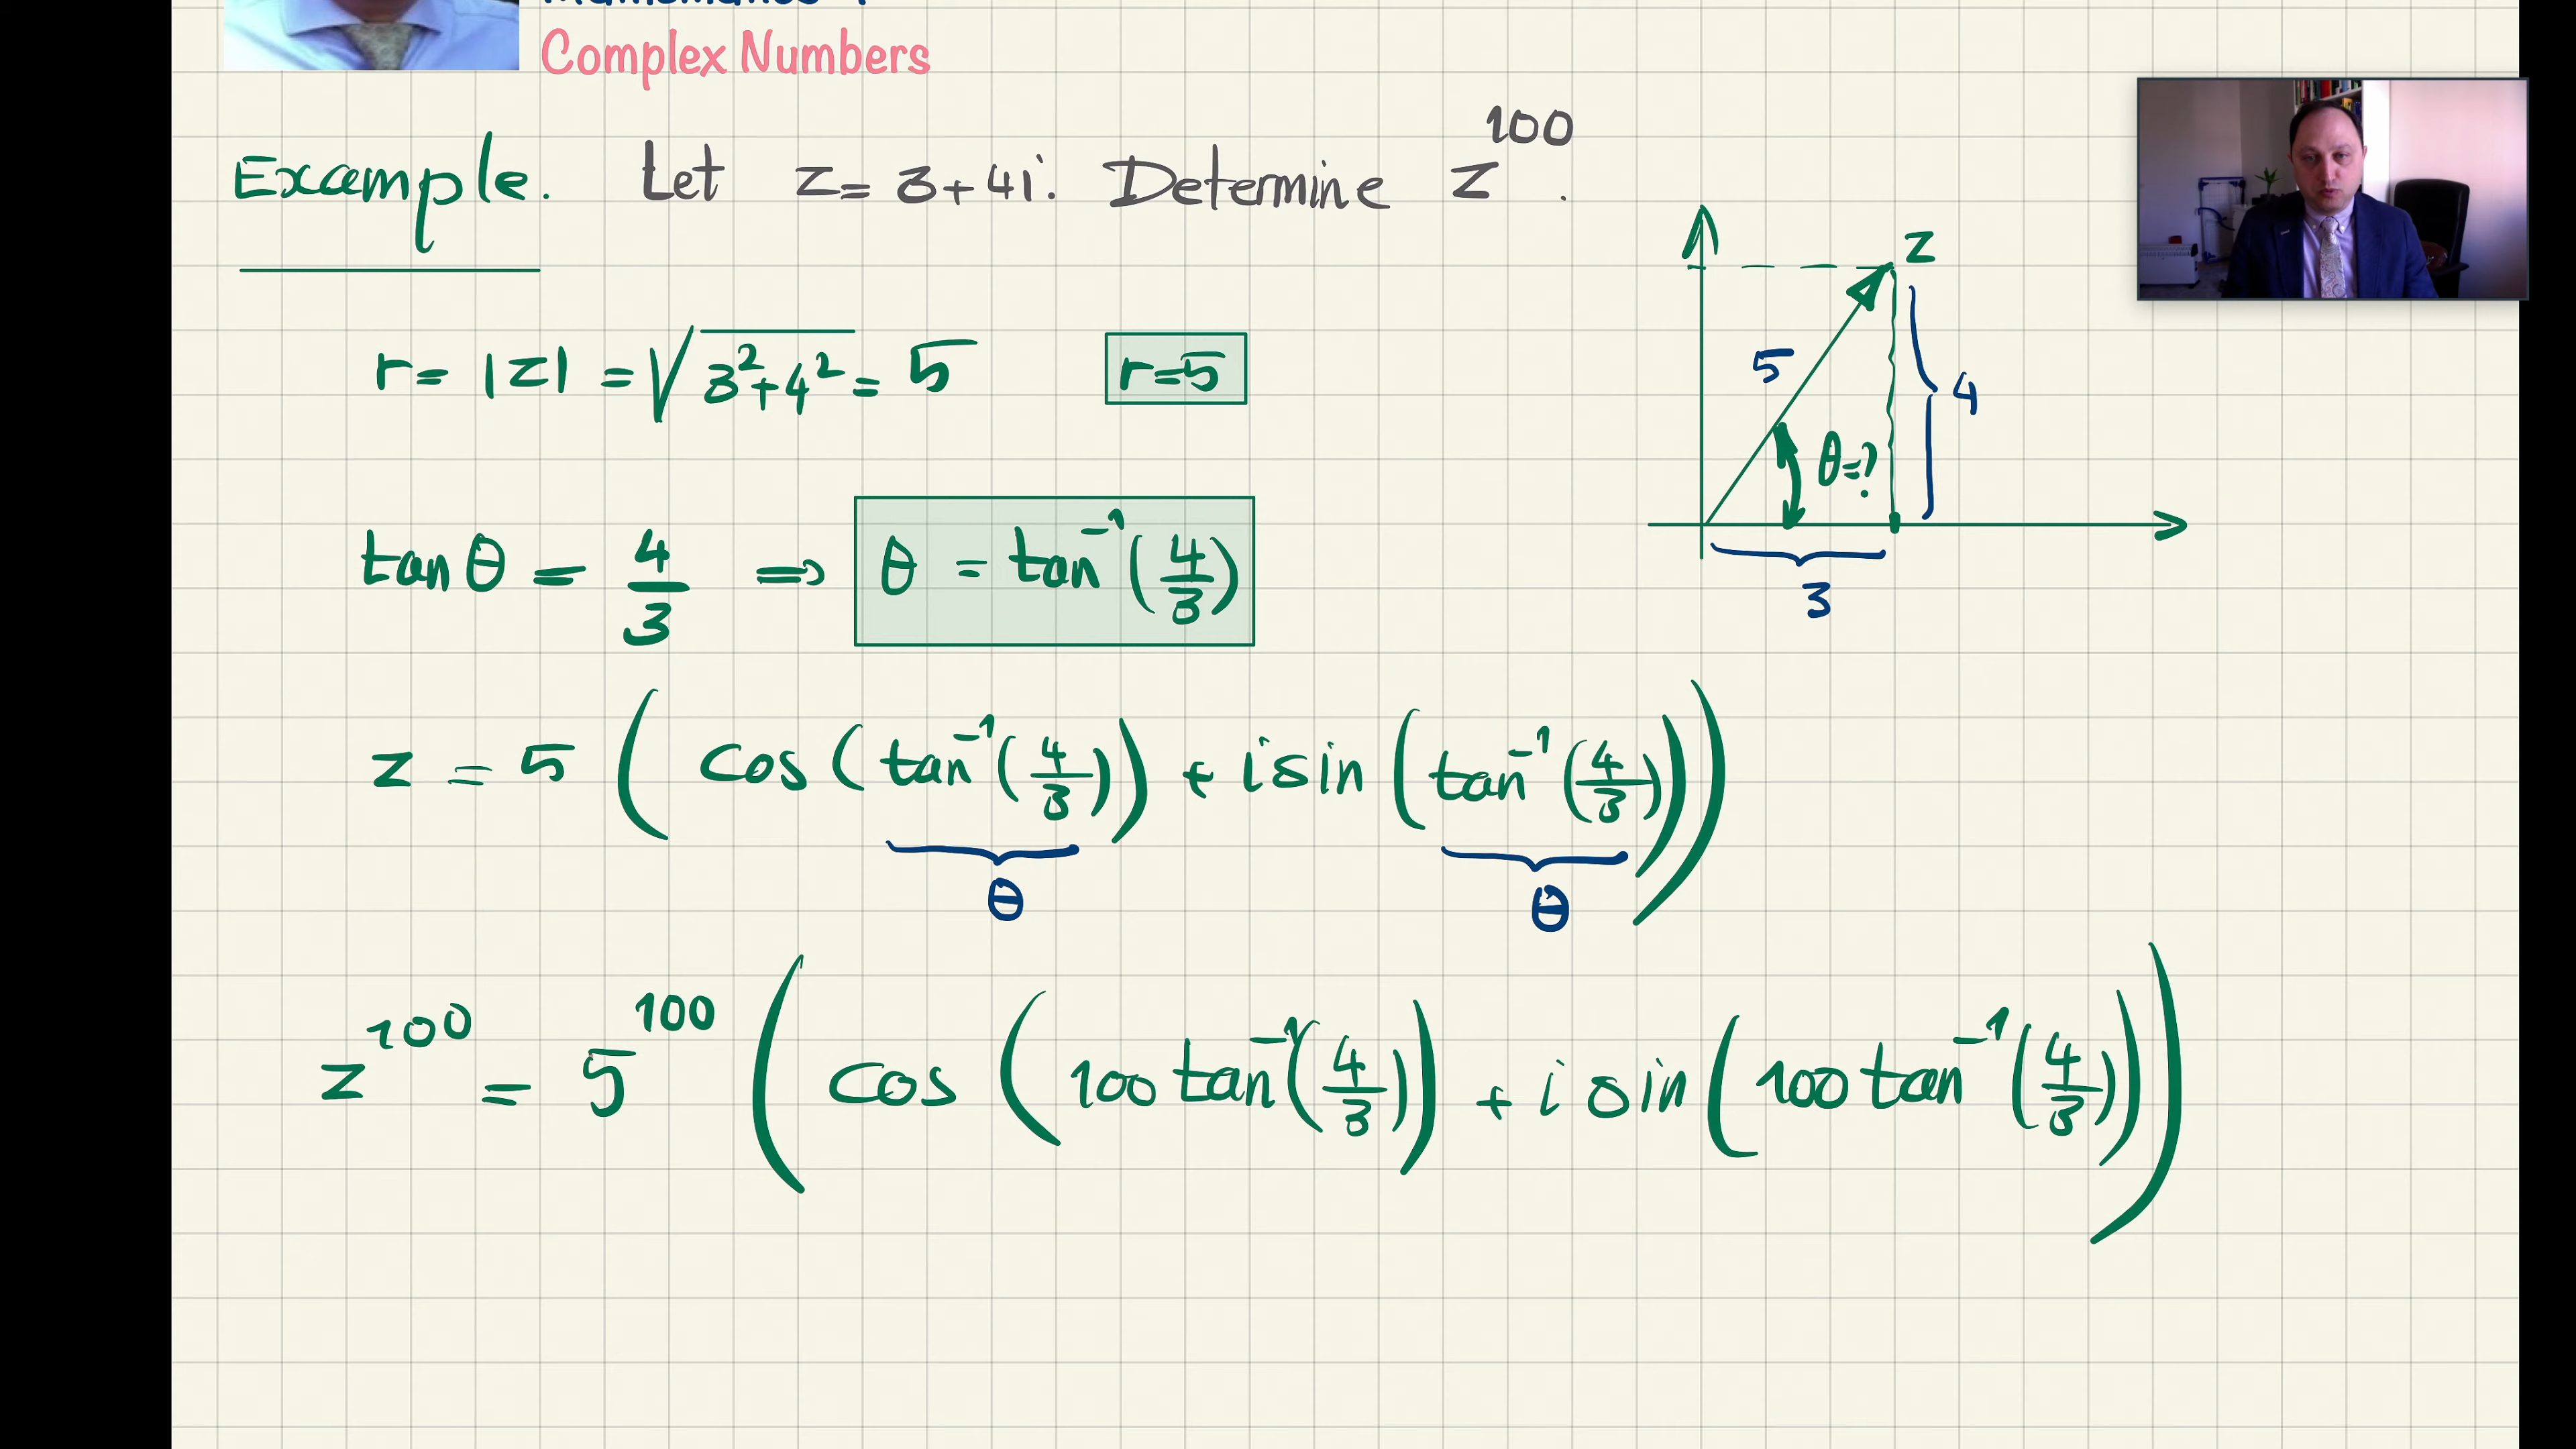 Complex Numbers
Example. Let z = 3+4i. Determine z^100.
r = |z| = √(3²+4²) = 5
r=5
tan θ = 4/3 ⇒ θ = tan⁻¹(4/3)
z
5
4
θ=?
3
z = 5 ( cos (tan⁻¹(4/3)) + i sin (tan⁻¹(4/3)))
θ
θ
z^100 = 5^100 ( cos (100 tan⁻¹(4/3)) + i sin (100 tan⁻¹(4/3)))